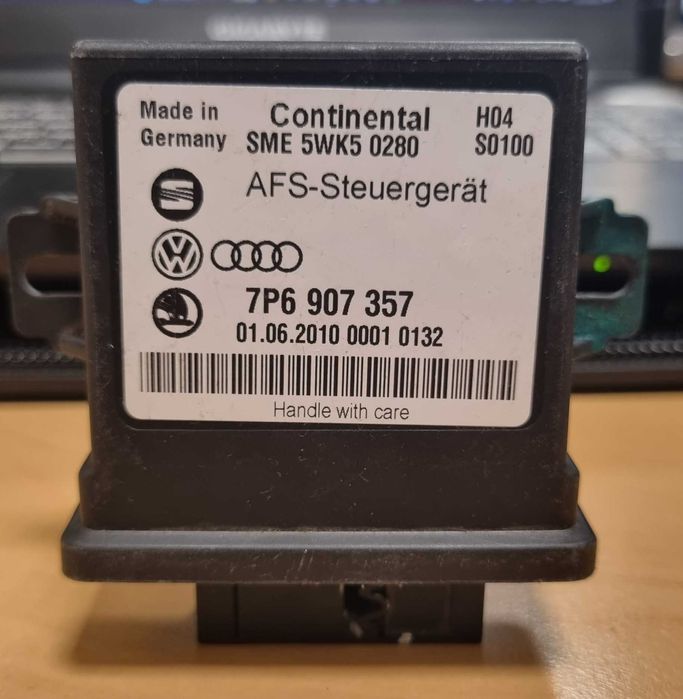 Made in Germany
Continental
SME 5WK5 0280
H04
S0100
AFS-Steuergerät
7P6 907 357
01.06.2010 0001 0132
Handle with care